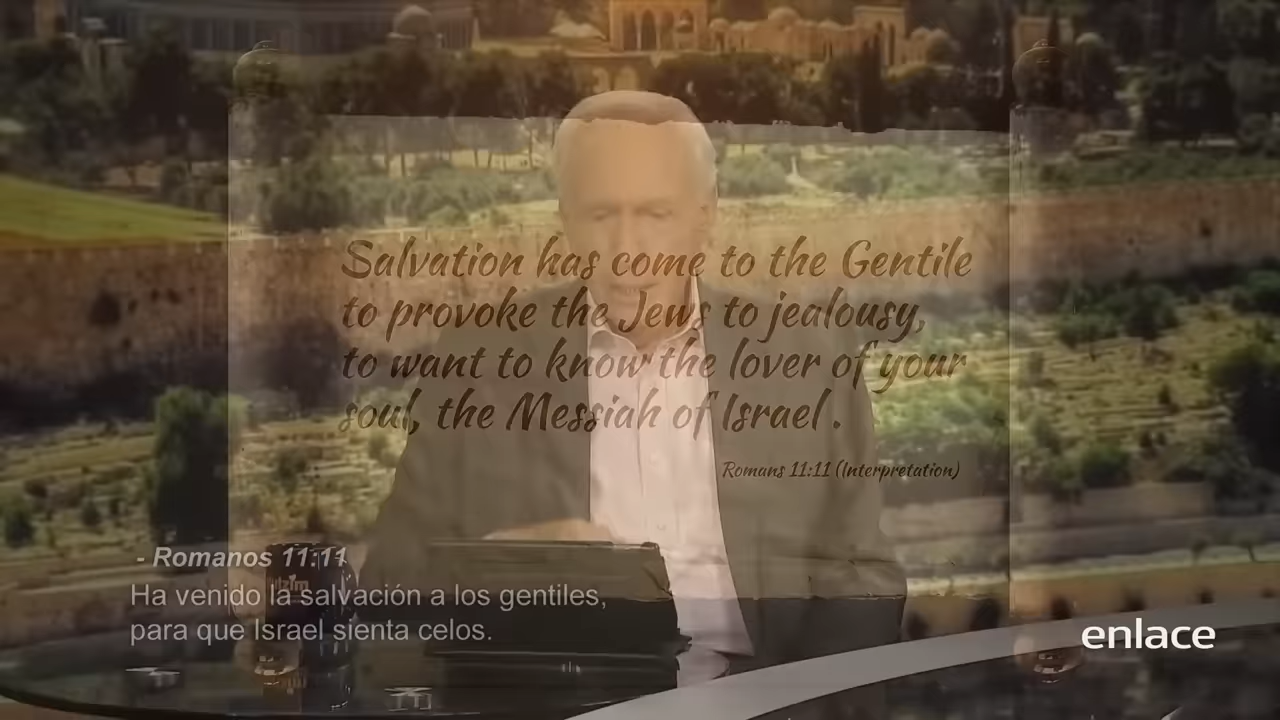 Salvation has come to the Gentile
to provoke the Jews to jealousy,
to want to know the lover of your
soul, the Messiah of Israel .
Romans 11:11 (Interpretation)
- Romanos 11:11
Ha venido la salvación a los gentiles,
para que Israel sienta celos.
enlace